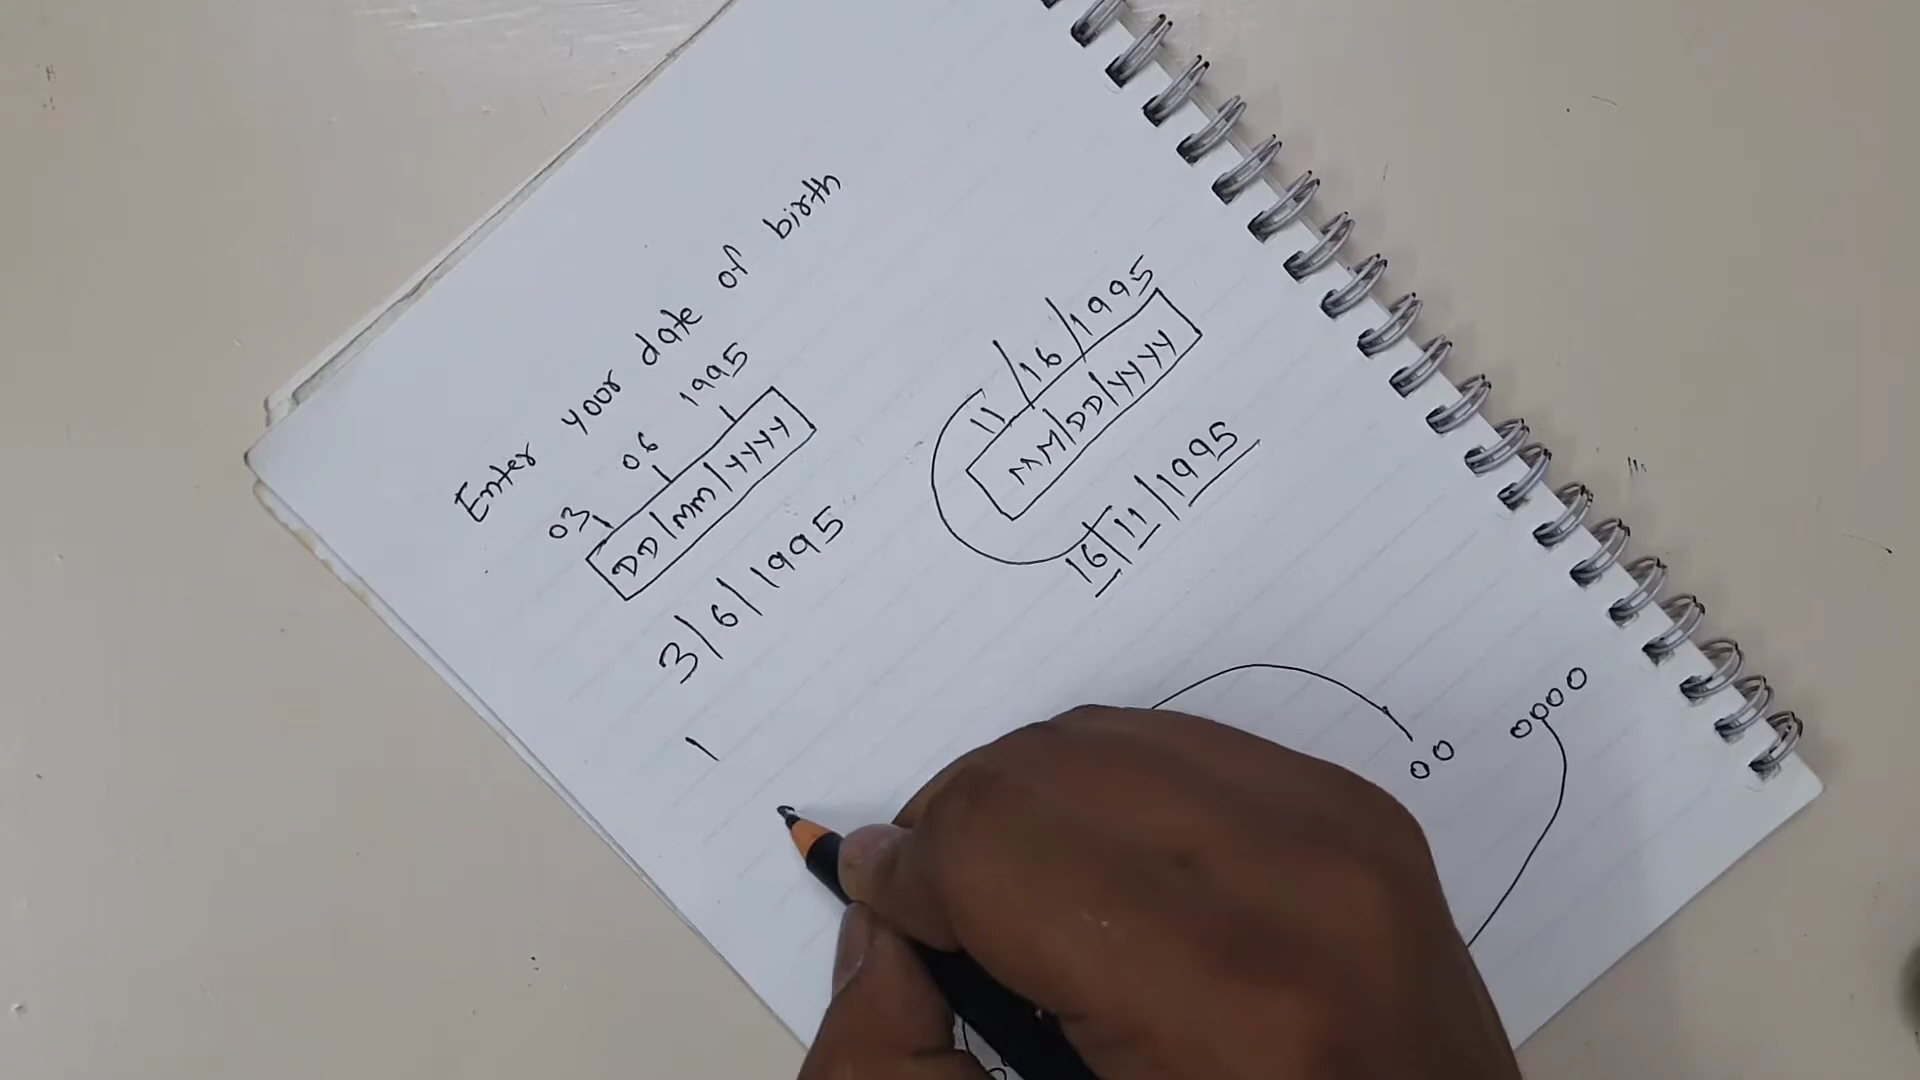 Enter your date of birth
03 06 1995
DD/MM/YYYY
3/6/1995
11/16/1995
MM/DD/YYYY
16/11/1995
1
00 0000